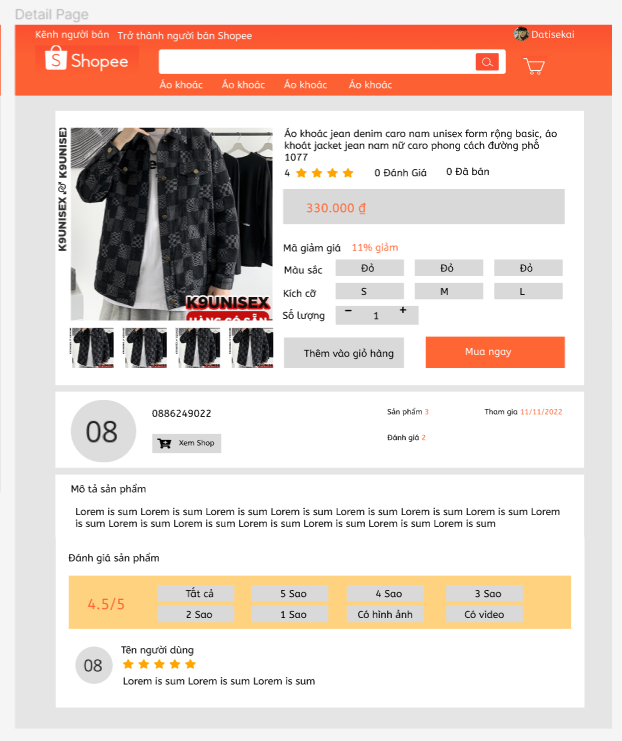 Detail Page
Kênh người bán Trở thành người bán Shopee Datisekai
S Shopee
Áo khoác Áo khoác Áo khoác Áo khoác
K9UNISEX K9UNISEX
K9UNISEX
HÀNG CÓ SẴN
Áo khoác jean denim caro nam unisex form rộng basic, áo
khoát jacket jean nam nữ caro phong cách đường phố
1077
4 0 Đánh Giá 0 Đã bán
330.000 ₫
Mã giảm giá 11% giảm
Màu sắc Đỏ Đỏ Đỏ
Kích cỡ S M L
Số lượng − 1 +
Thêm vào giỏ hàng Mua ngay
08
0886249022
Xem Shop
Sản phẩm 3 Tham gia 11/11/2022
Đánh giá 2
Mô tả sản phẩm
Lorem is sum Lorem is sum Lorem is sum Lorem is sum Lorem is sum Lorem is sum Lorem is sum Lorem
is sum Lorem is sum Lorem is sum Lorem is sum Lorem is sum Lorem is sum Lorem is sum
Đánh giá sản phẩm
4.5/5
Tất cả 5 Sao 4 Sao 3 Sao
2 Sao 1 Sao Có hình ảnh Có video
08
Tên người dùng
Lorem is sum Lorem is sum Lorem is sum